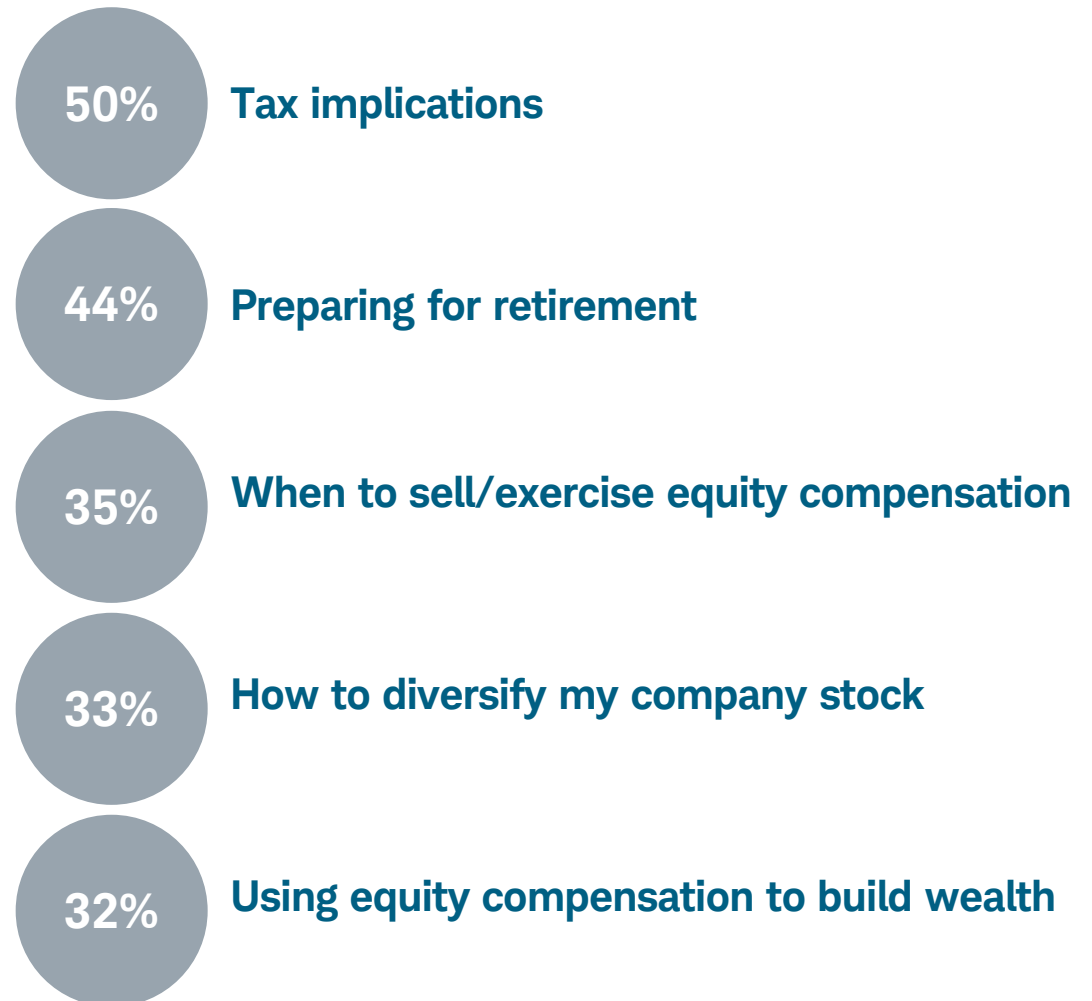 50% Tax implications
44% Preparing for retirement
35% When to sell/exercise equity compensation
33% How to diversify my company stock
32% Using equity compensation to build wealth